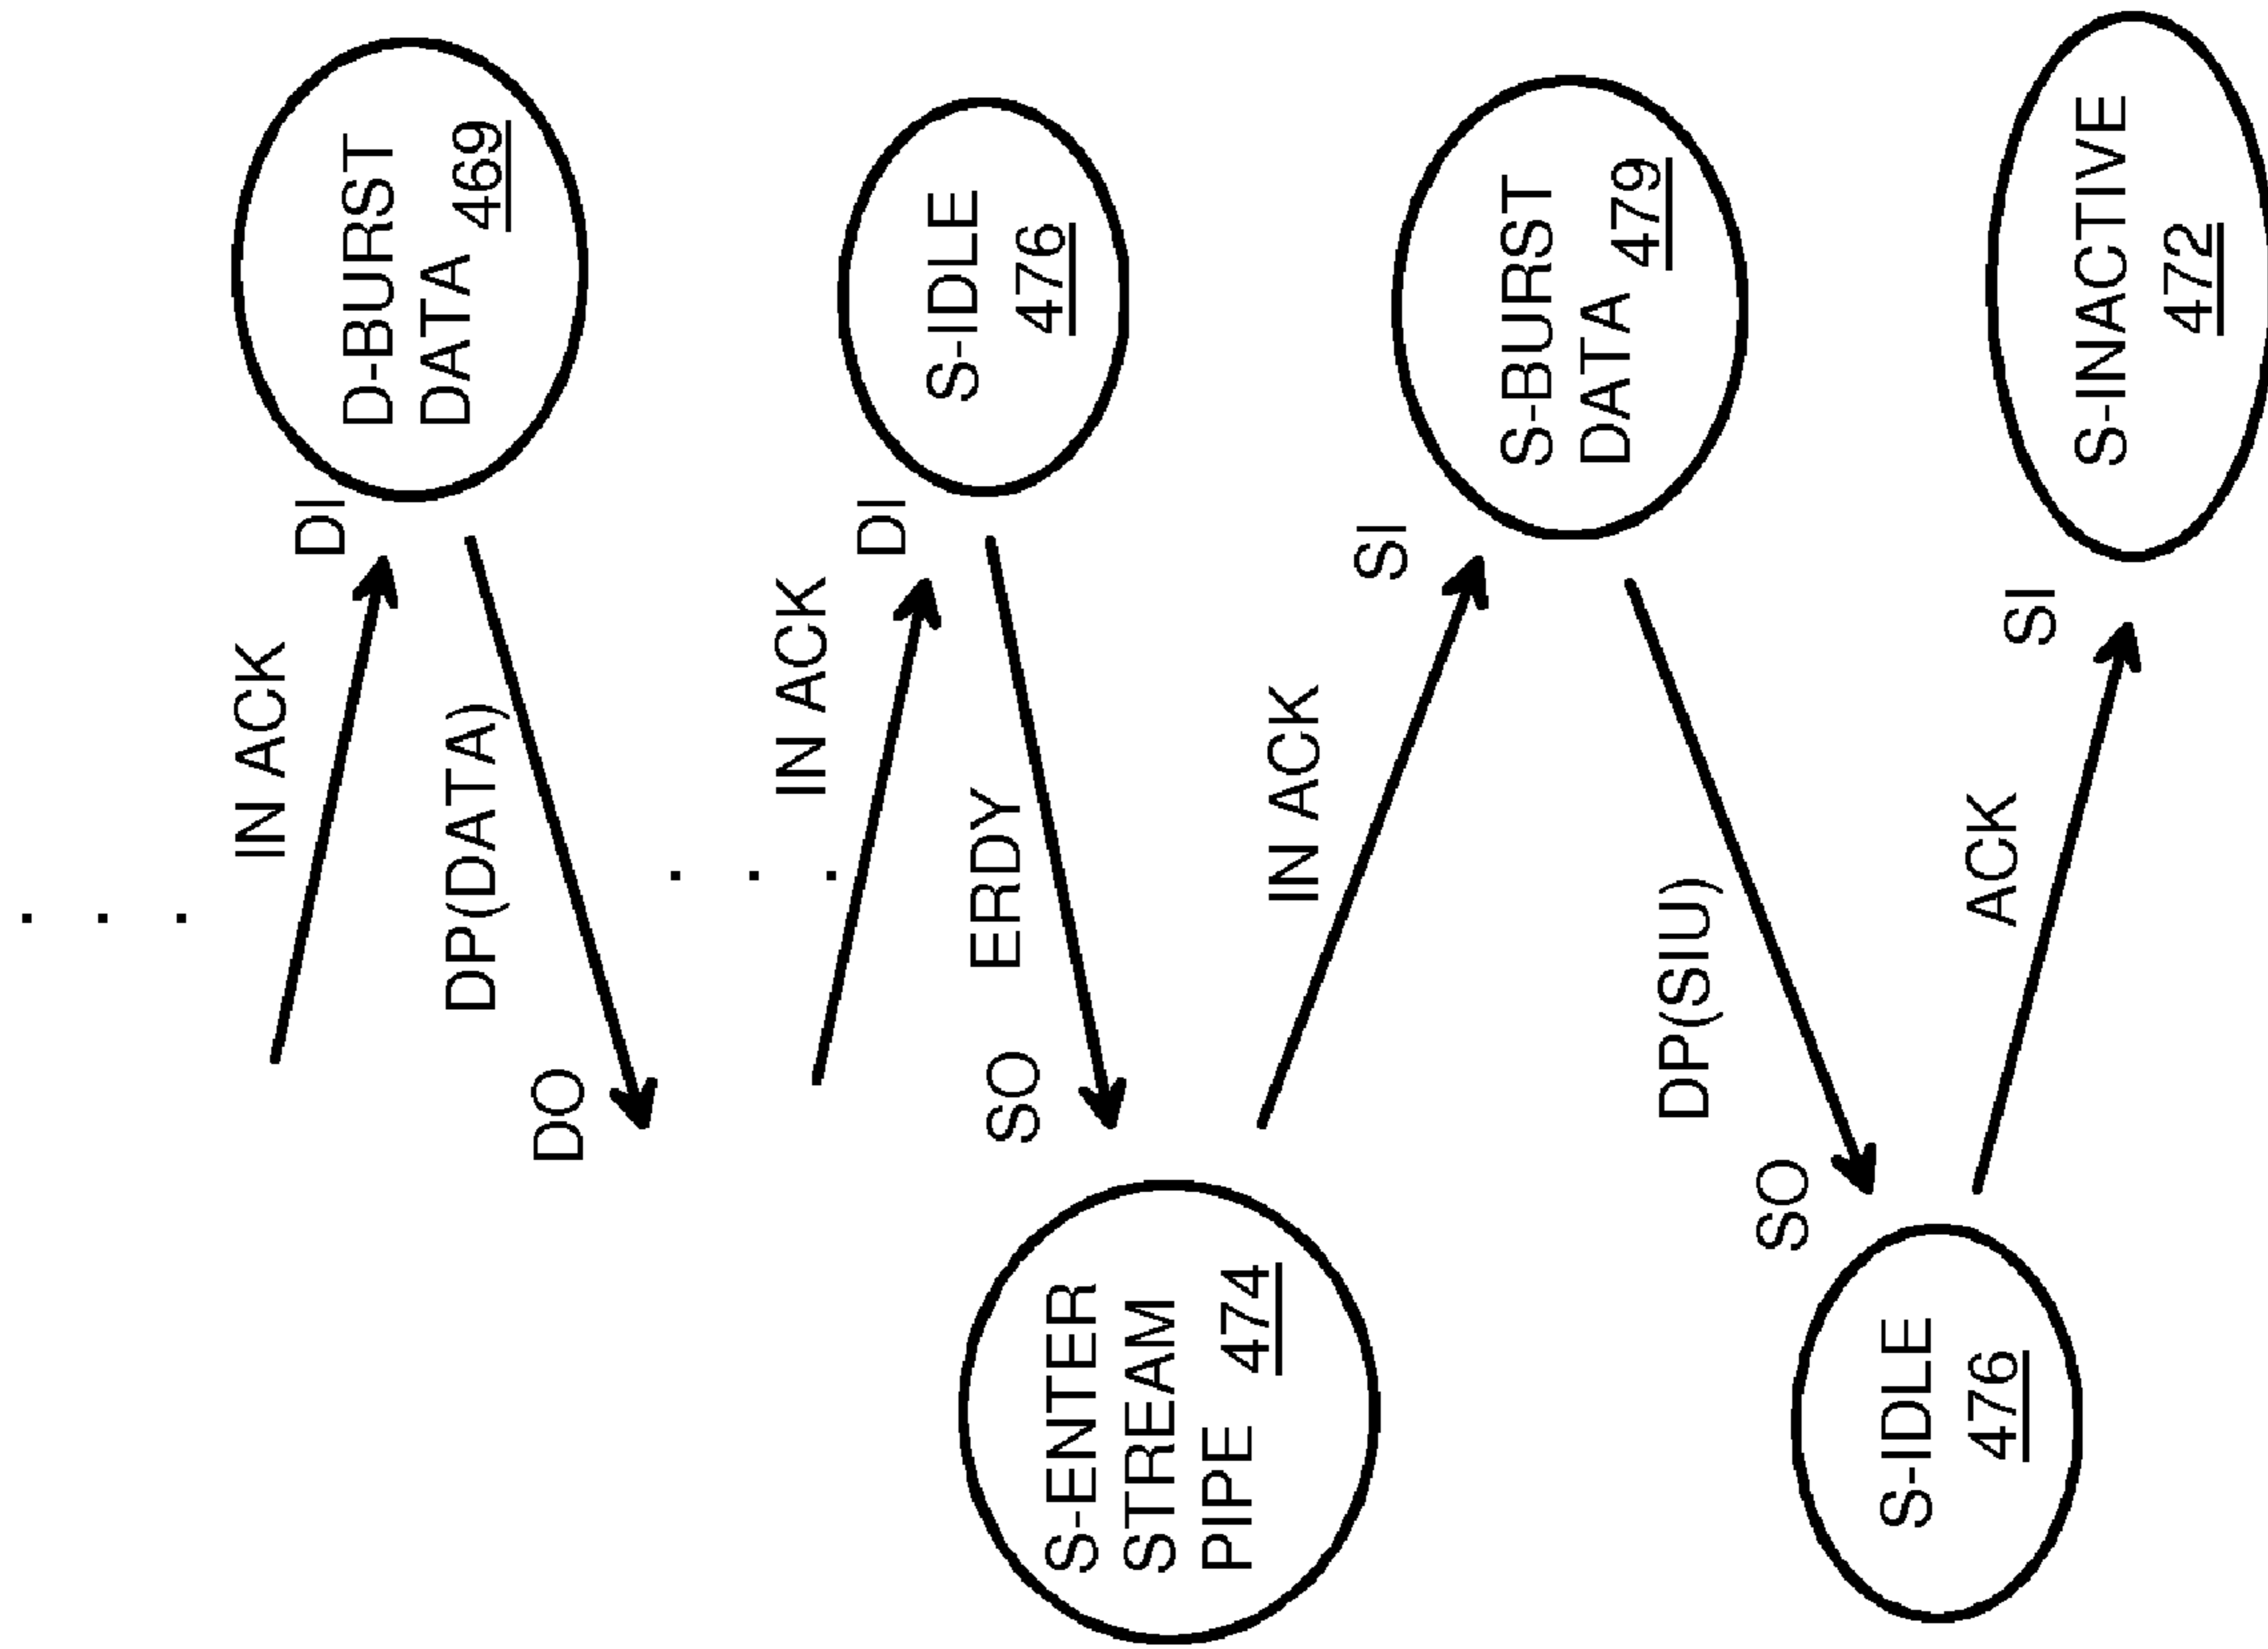 IN ACK
DI
D-BURST
DATA 469
DP(DATA)
DO
IN ACK
DI
S-IDLE
476
SO
ERDY
S-ENTER
STREAM
PIPE 474
IN ACK
SI
S-BURST
DATA 479
DP(SIU)
SO
S-IDLE
476
ACK
SI
S-INACTIVE
472